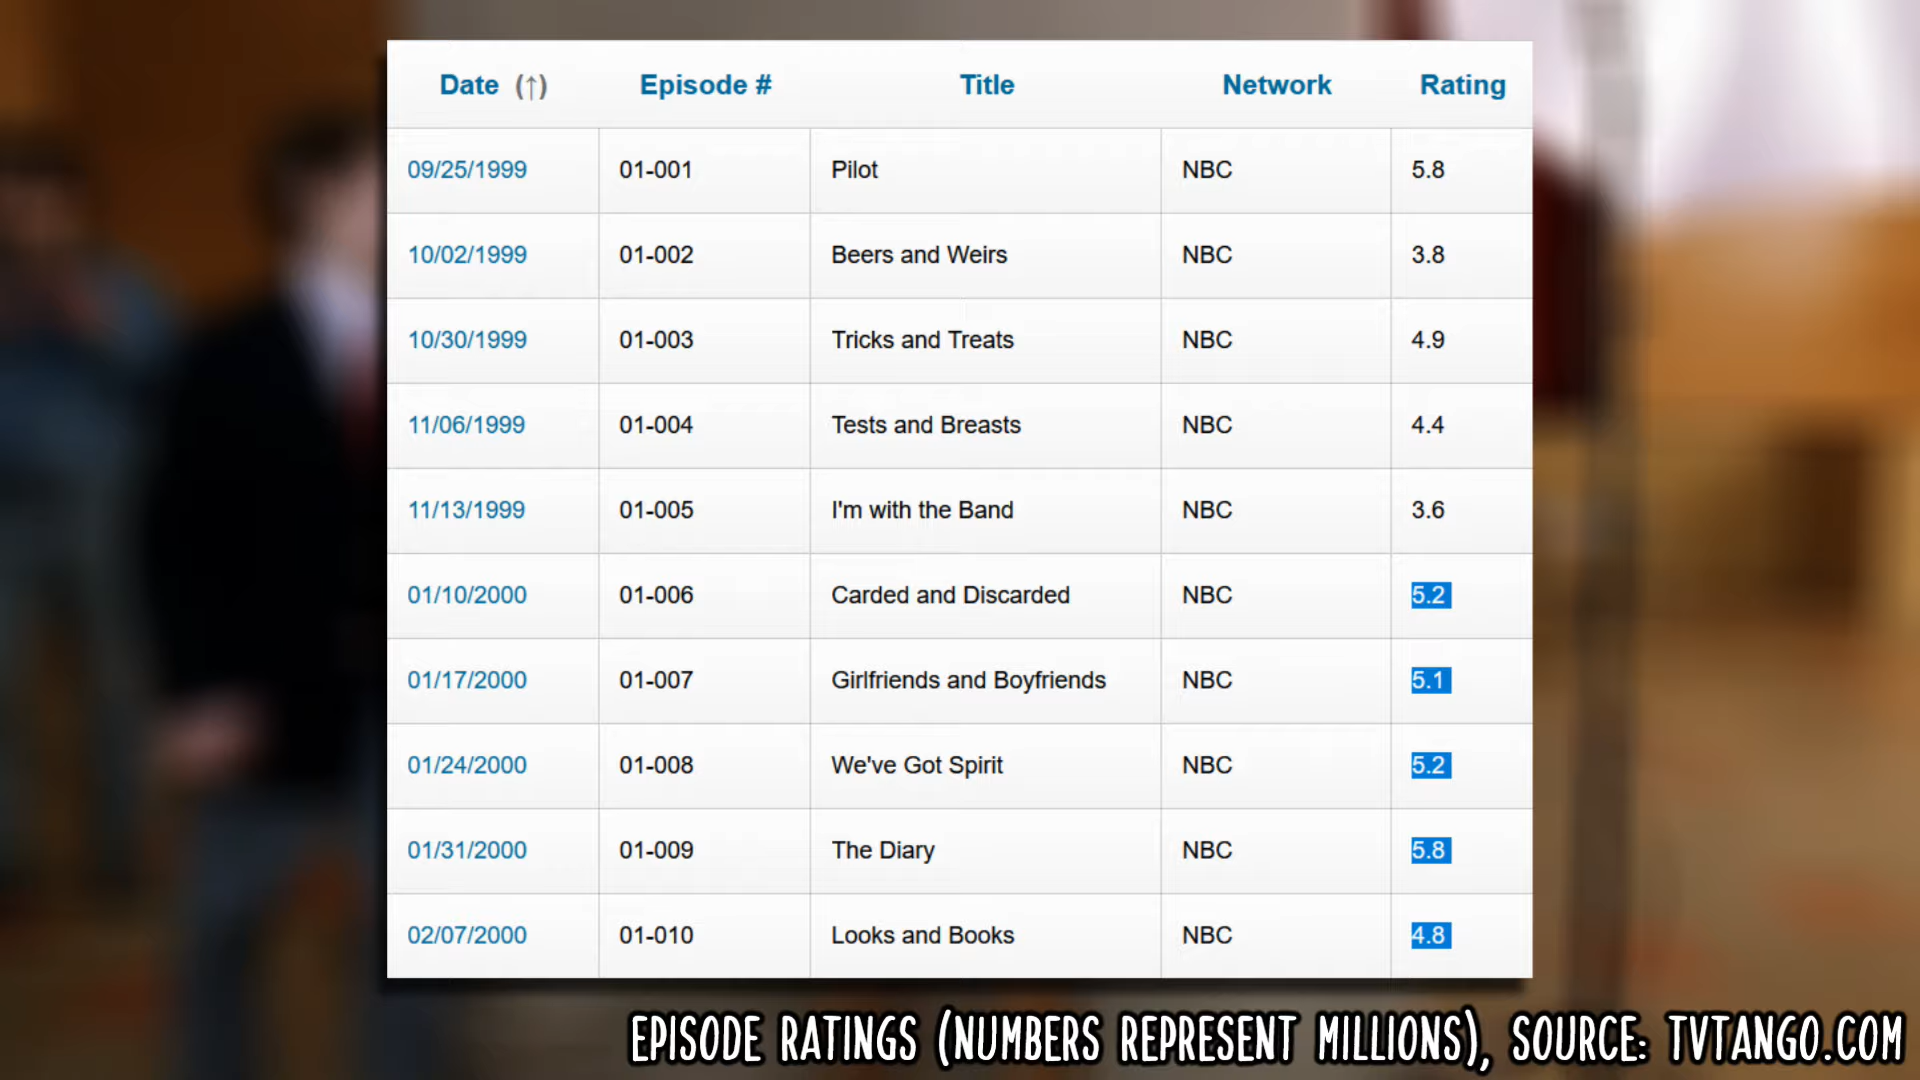 Date (↑) Episode # Title Network Rating
09/25/1999 01-001 Pilot NBC 5.8
10/02/1999 01-002 Beers and Weirs NBC 3.8
10/30/1999 01-003 Tricks and Treats NBC 4.9
11/06/1999 01-004 Tests and Breasts NBC 4.4
11/13/1999 01-005 I'm with the Band NBC 3.6
01/10/2000 01-006 Carded and Discarded NBC 5.2
01/17/2000 01-007 Girlfriends and Boyfriends NBC 5.1
01/24/2000 01-008 We've Got Spirit NBC 5.2
01/31/2000 01-009 The Diary NBC 5.8
02/07/2000 01-010 Looks and Books NBC 4.8
EPISODE RATINGS (NUMBERS REPRESENT MILLIONS), SOURCE: TVTANGO.COM